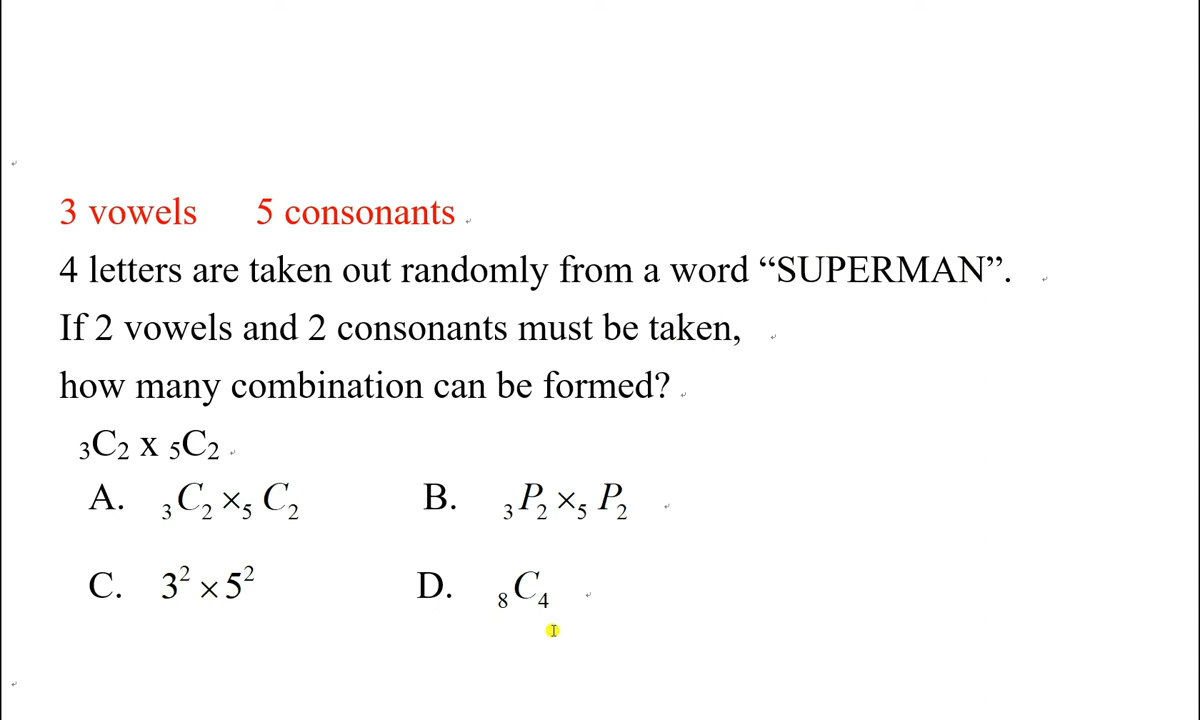 3 vowels 5 consonants
4 letters are taken out randomly from a word “SUPERMAN”.
If 2 vowels and 2 consonants must be taken,
how many combination can be formed?
₃C₂ x ₅C₂
A. ₃C₂ ×₅ C₂ B. ₃P₂ ×₅ P₂
C. 3² × 5² D. ₈C₄